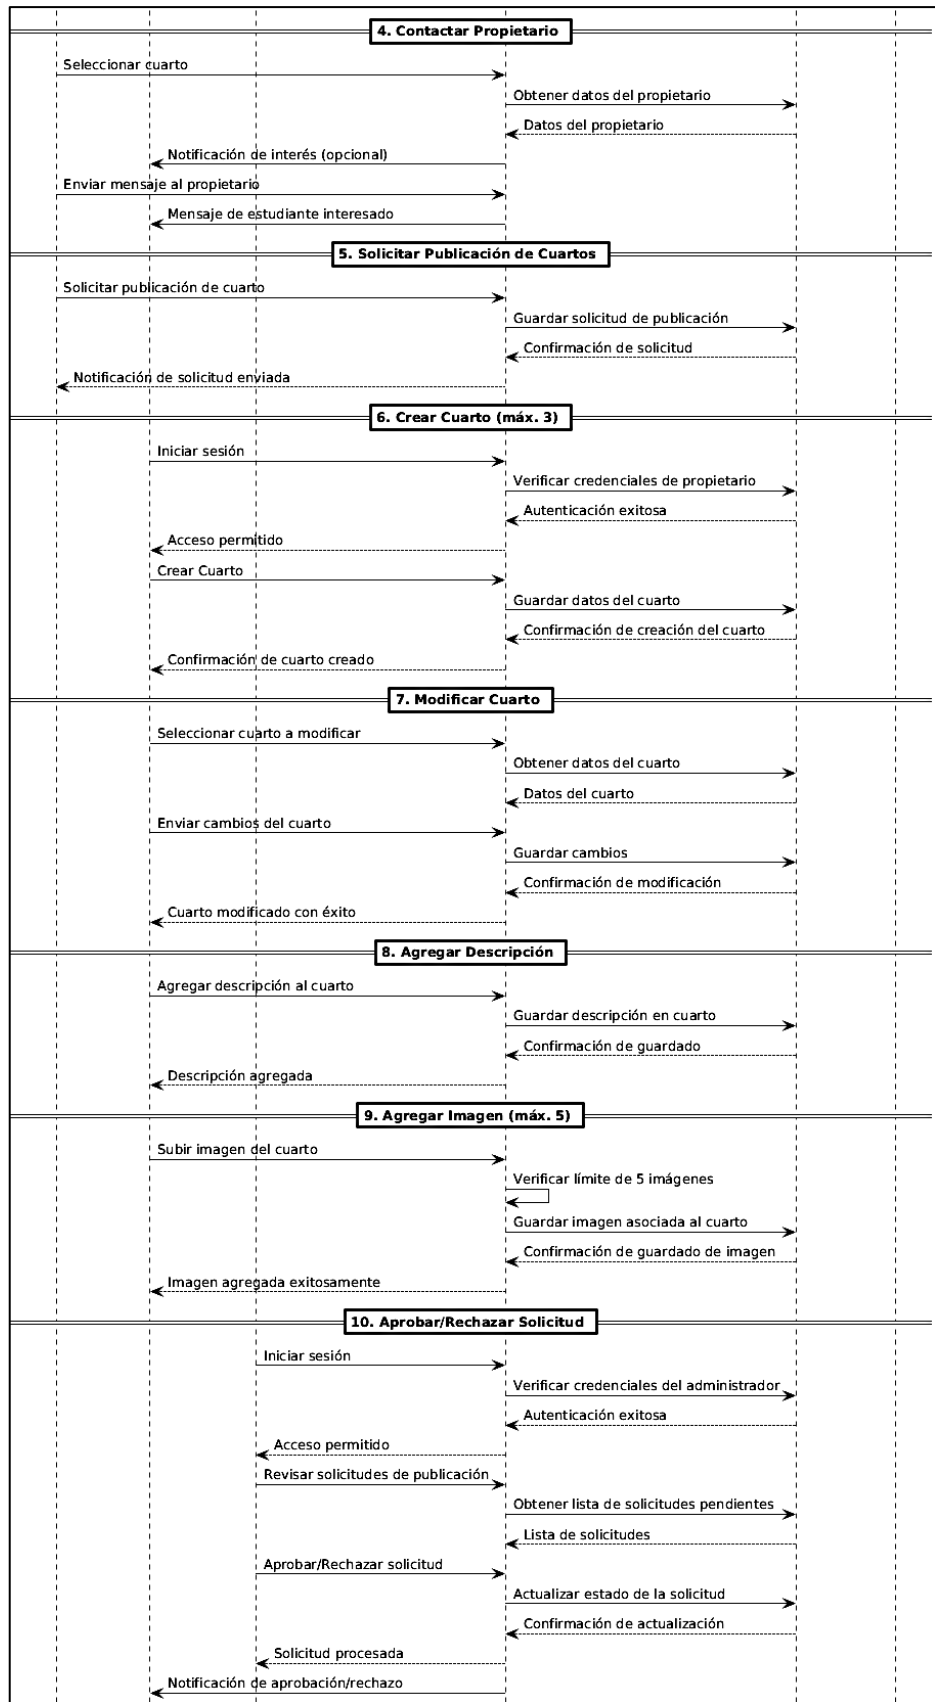 4. Contactar Propietario
Seleccionar cuarto
Obtener datos del propietario
Datos del propietario
Notificación de interés (opcional)
Enviar mensaje al propietario
Mensaje de estudiante interesado
5. Solicitar Publicación de Cuartos
Solicitar publicación de cuarto
Guardar solicitud de publicación
Confirmación de solicitud
Notificación de solicitud enviada
6. Crear Cuarto (máx. 3)
Iniciar sesión
Verificar credenciales de propietario
Autenticación exitosa
Acceso permitido
Crear Cuarto
Guardar datos del cuarto
Confirmación de creación del cuarto
Confirmación de cuarto creado
7. Modificar Cuarto
Seleccionar cuarto a modificar
Obtener datos del cuarto
Datos del cuarto
Enviar cambios del cuarto
Guardar cambios
Confirmación de modificación
Cuarto modificado con éxito
8. Agregar Descripción
Agregar descripción al cuarto
Guardar descripción en cuarto
Confirmación de guardado
Descripción agregada
9. Agregar Imagen (máx. 5)
Subir imagen del cuarto
Verificar límite de 5 imágenes
Guardar imagen asociada al cuarto
Confirmación de guardado de imagen
Imagen agregada exitosamente
10. Aprobar/Rechazar Solicitud
Iniciar sesión
Verificar credenciales del administrador
Autenticación exitosa
Acceso permitido
Revisar solicitudes de publicación
Obtener lista de solicitudes pendientes
Lista de solicitudes
Aprobar/Rechazar solicitud
Actualizar estado de la solicitud
Confirmación de actualización
Solicitud procesada
Notificación de aprobación/rechazo